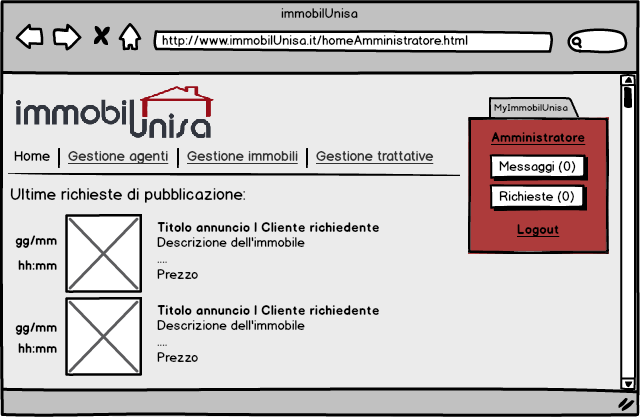 immobilUnisa
http://www.immobilUnisa.it/homeAmministratore.html
immobilUnisa
MyImmobilUnisa
Amministratore
Messaggi (0)
Richieste (0)
Logout
Home | Gestione agenti | Gestione immobili | Gestione trattative
Ultime richieste di pubblicazione:
gg/mm
hh:mm
Titolo annuncio | Cliente richiedente
Descrizione dell'immobile
....
Prezzo
gg/mm
hh:mm
Titolo annuncio | Cliente richiedente
Descrizione dell'immobile
....
Prezzo